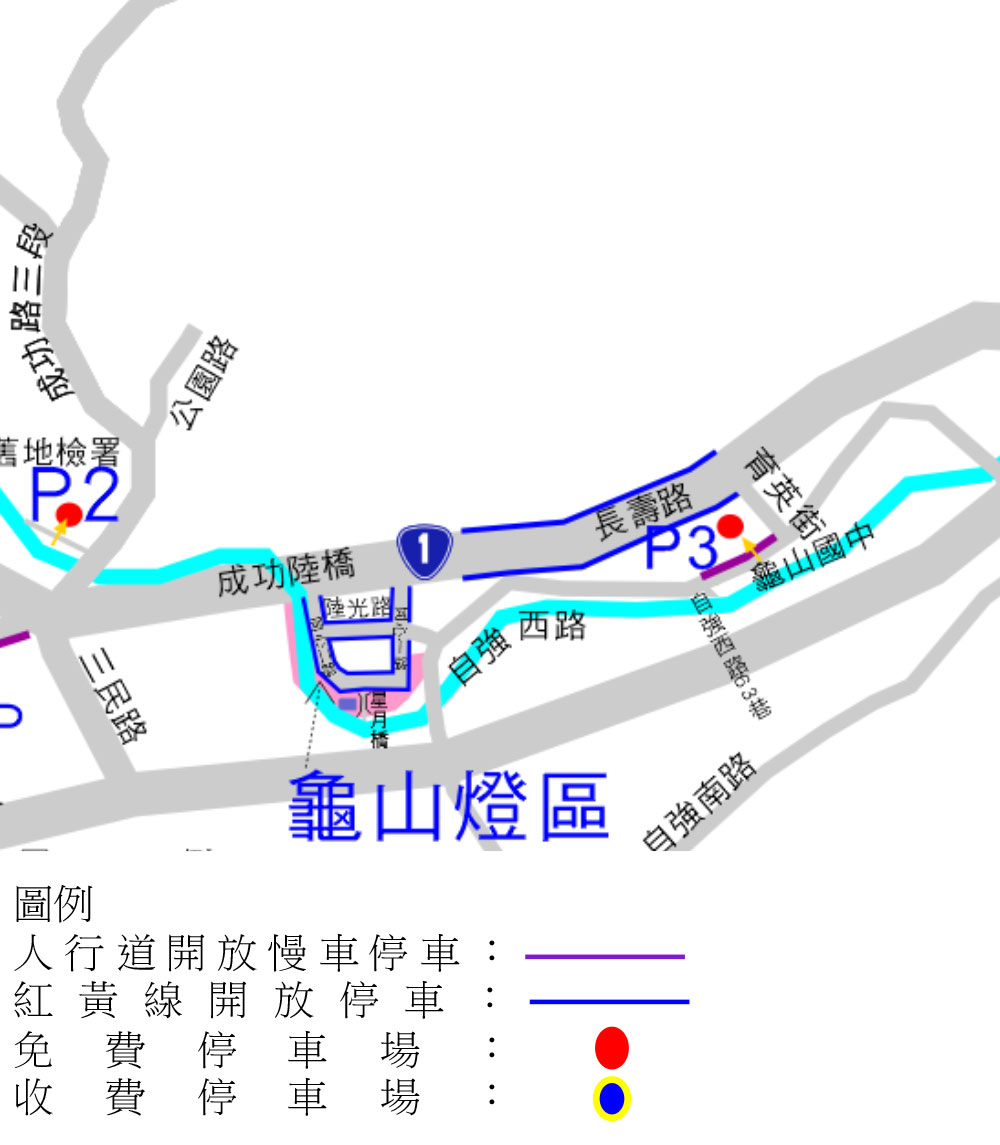 成功路三段
公園路
舊地檢署
P2
1
長壽路
育英街
P3
龜山國中
成功陸橋
陸光路
自強
西路
自強西路63巷
三民路
P
星月橋
龜山燈區
自強南路
圖例
人行道開放慢車停車：
紅黃線開放停車：
免費停車場：
收費停車場：